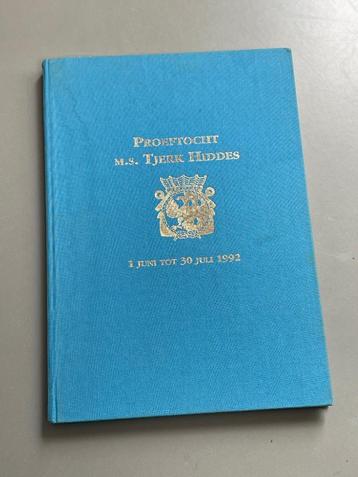 PROEFTOCHT
M.S. TJERK HIDDES
1 JUNI TOT 30 JULI 1992